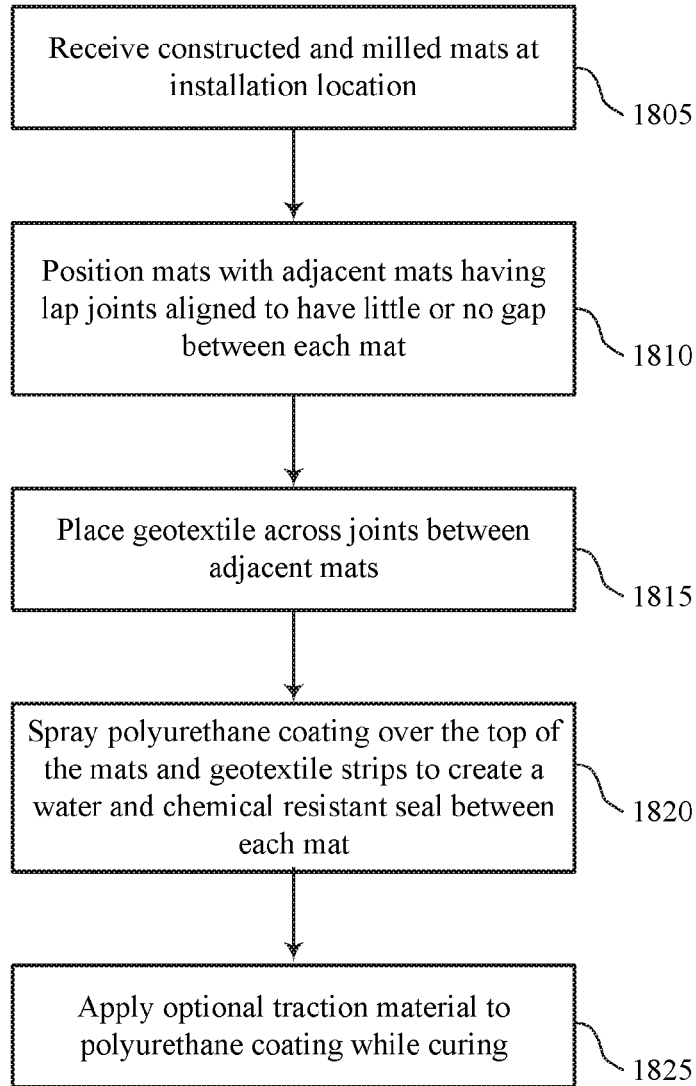 Receive constructed and milled mats at
installation location
1805
Position mats with adjacent mats having
lap joints aligned to have little or no gap
between each mat
1810
Place geotextile across joints between
adjacent mats
1815
Spray polyurethane coating over the top of
the mats and geotextile strips to create a
water and chemical resistant seal between
each mat
1820
Apply optional traction material to
polyurethane coating while curing
1825